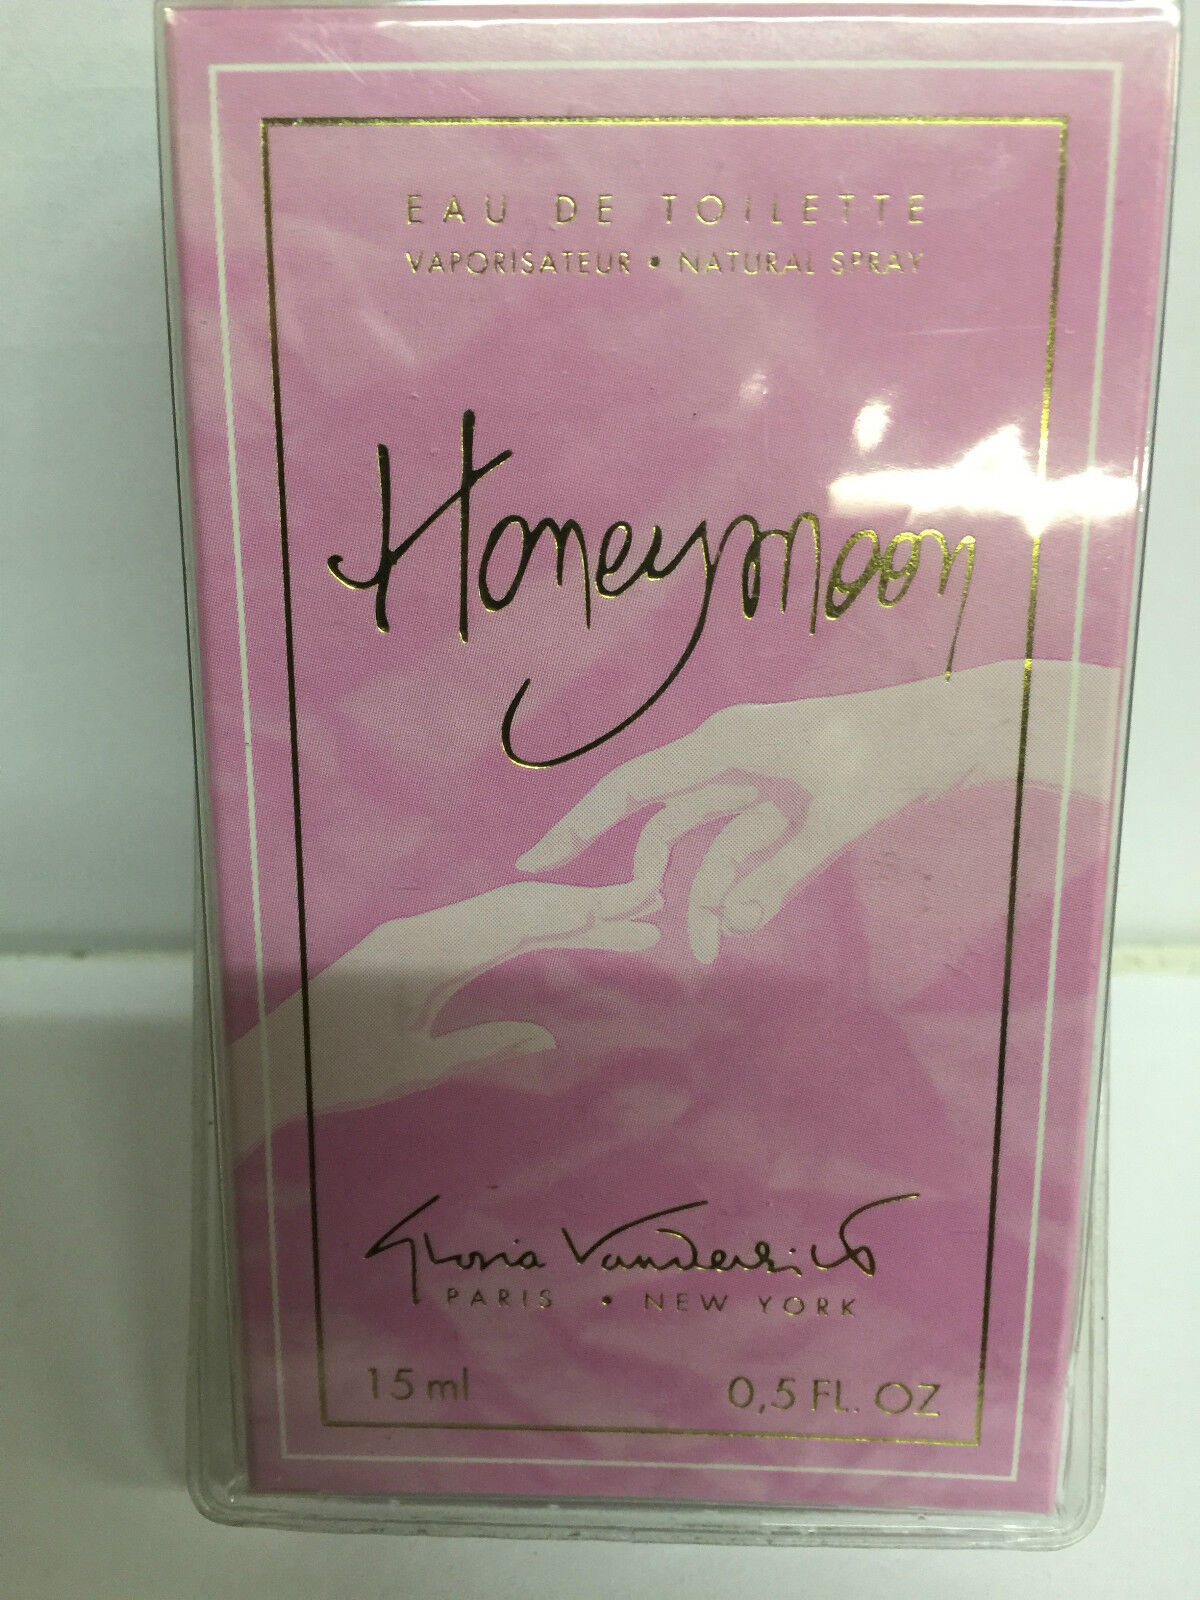 EAU DE TOILETTE
VAPORISATEUR • NATURAL SPRAY
Honeymoon
Gloria Vanderbilt
PARIS • NEW YORK
15 ml 0,5 FL. OZ